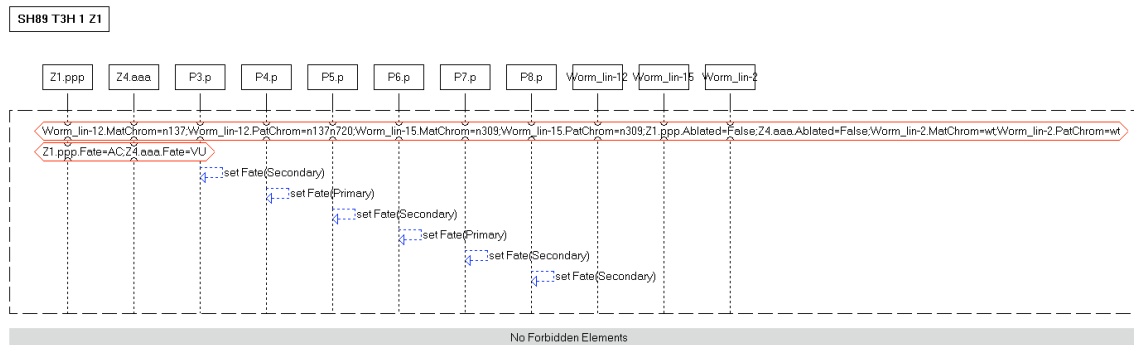 SH89 T3H 1 Z1
Z1.ppp Z4.aaa P3.p P4.p P5.p P6.p P7.p P8.p Worm_lin-12 Worm_lin-15 Worm_lin-2
Worm_lin-12.MatChrom=n137;Worm_lin-12.PatChrom=n137n720;Worm_lin-15.MatChrom=n309;Worm_lin-15.PatChrom=n309;Z1.ppp.Ablated=False;Z4.aaa.Ablated=False;Worm_lin-2.MatChrom=wt;Worm_lin-2.PatChrom=wt
Z1.ppp.Fate=AC;Z4.aaa.Fate=VU
set Fate(Secondary)
set Fate(Primary)
set Fate(Secondary)
set Fate(Primary)
set Fate(Secondary)
set Fate(Secondary)
No Forbidden Elements